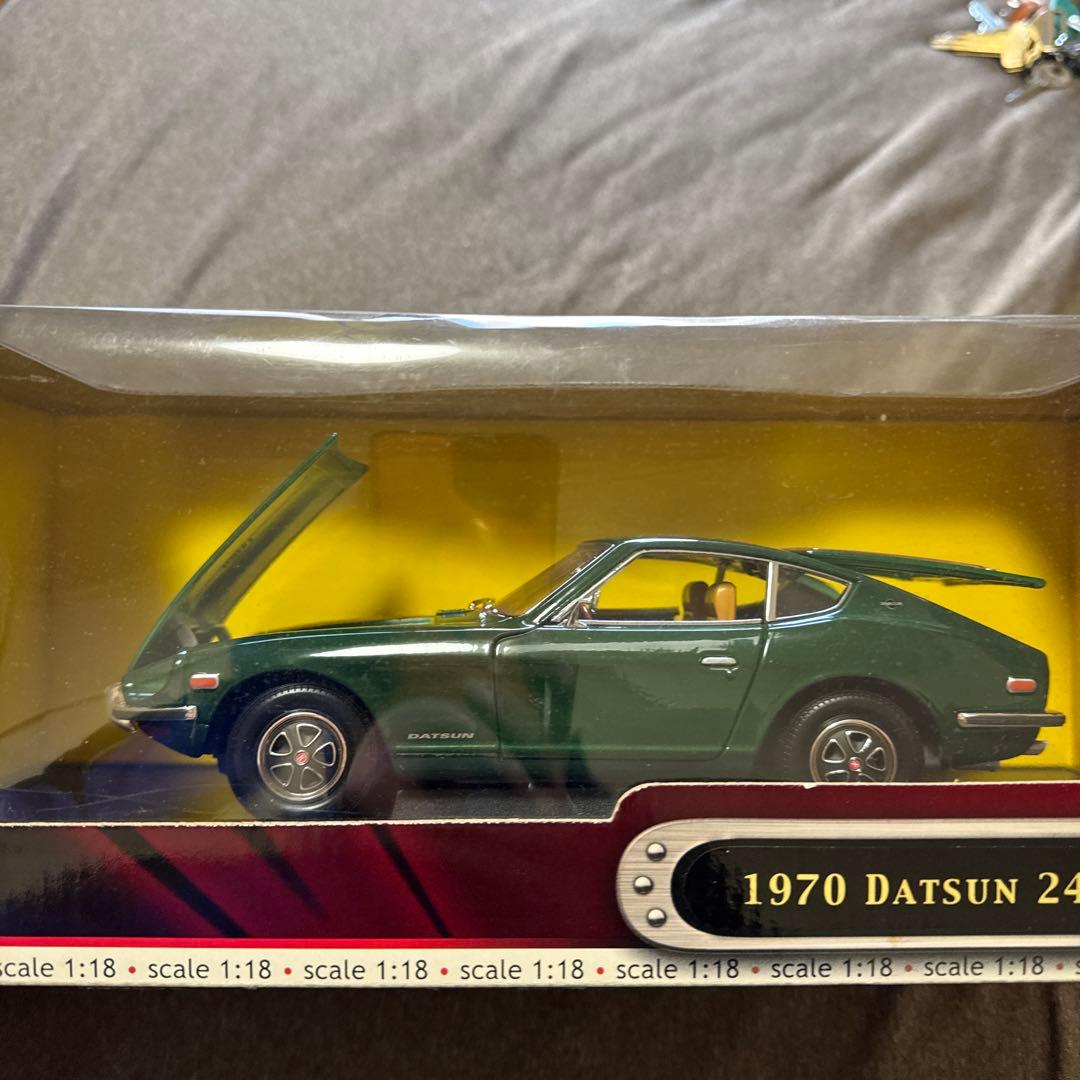 DATSUN
1970 DATSUN 24
scale 1:18 • scale 1:18 • scale 1:18 • scale 1:18 • scale 1:18 • scale 1:18 • scale 1:18 • s